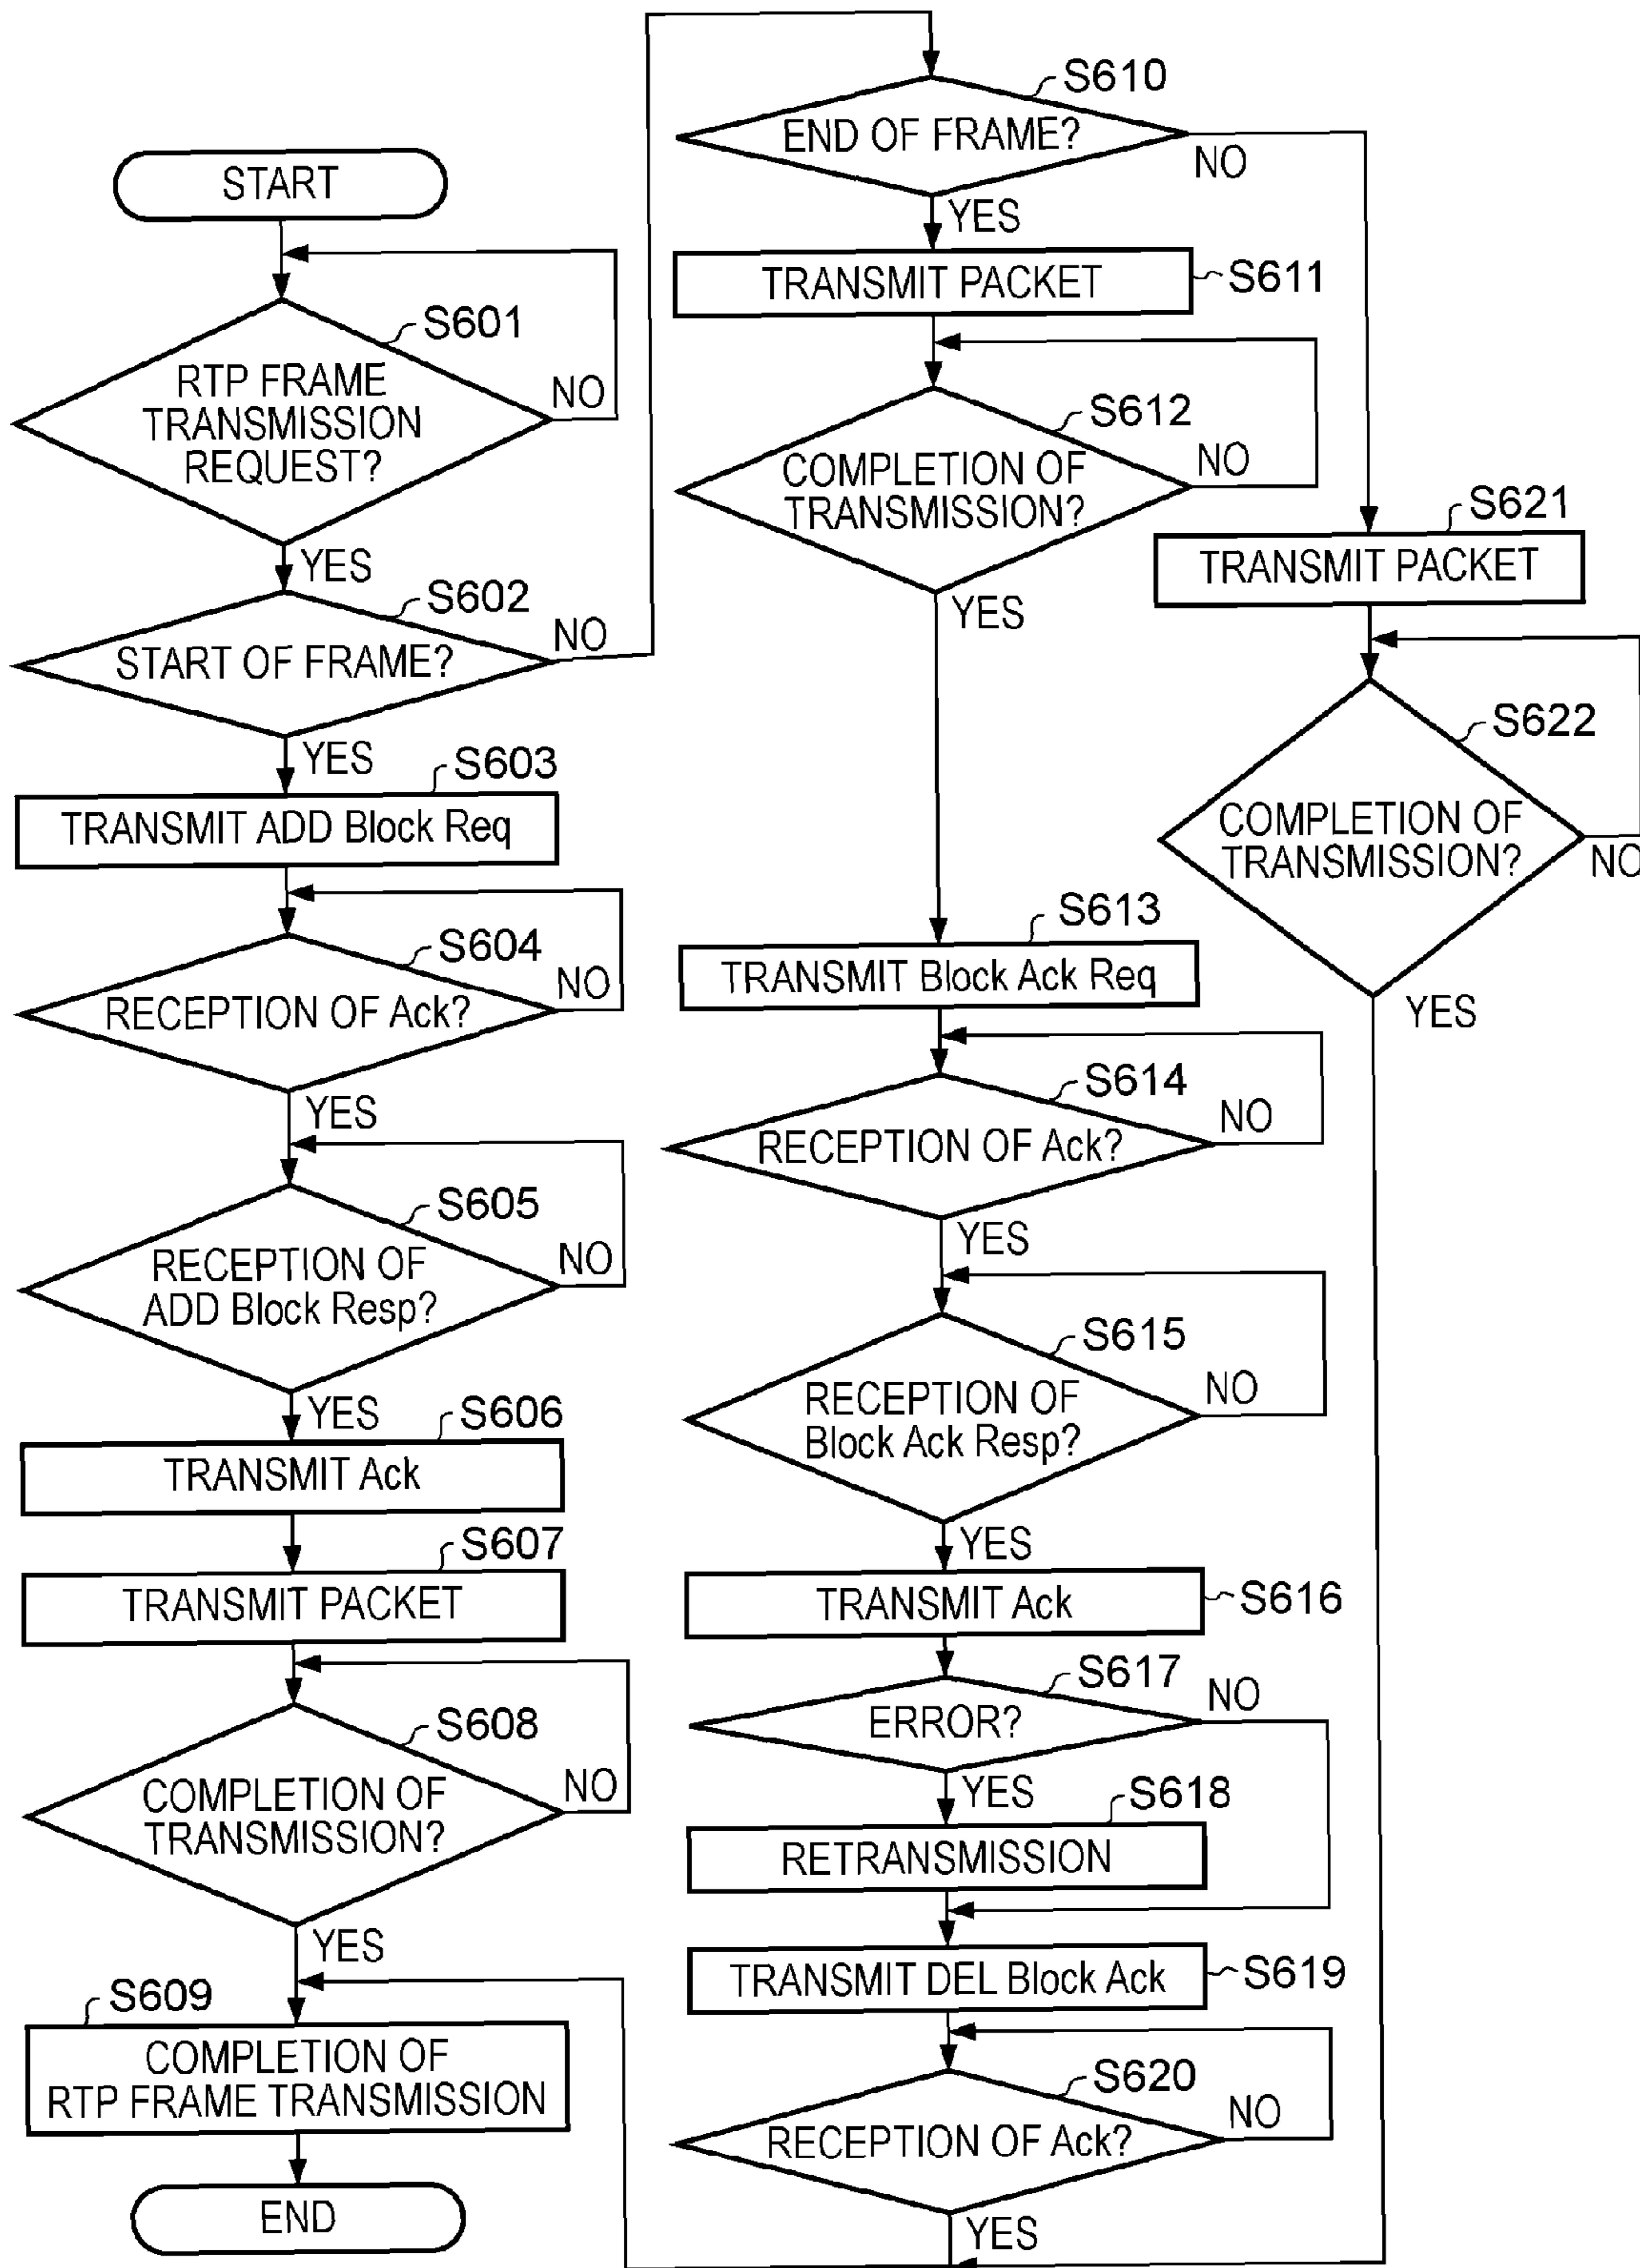 START
S601
RTP FRAME
TRANSMISSION
REQUEST?
NO
YES
S602
START OF FRAME?
NO
YES
S603
TRANSMIT ADD Block Req
S604
RECEPTION OF Ack?
NO
YES
S605
RECEPTION OF
ADD Block Resp?
NO
YES
S606
TRANSMIT Ack
S607
TRANSMIT PACKET
S608
COMPLETION OF
TRANSMISSION?
NO
YES
S609
COMPLETION OF
RTP FRAME TRANSMISSION
END
S610
END OF FRAME?
NO
YES
TRANSMIT PACKET
S611
S612
COMPLETION OF
TRANSMISSION?
NO
YES
S613
TRANSMIT Block Ack Req
S614
RECEPTION OF Ack?
NO
YES
S615
RECEPTION OF
Block Ack Resp?
NO
YES
TRANSMIT Ack
S616
S617
ERROR?
NO
YES
S618
RETRANSMISSION
TRANSMIT DEL Block Ack
S619
S620
RECEPTION OF Ack?
NO
YES
S621
TRANSMIT PACKET
S622
COMPLETION OF
TRANSMISSION?
NO
YES